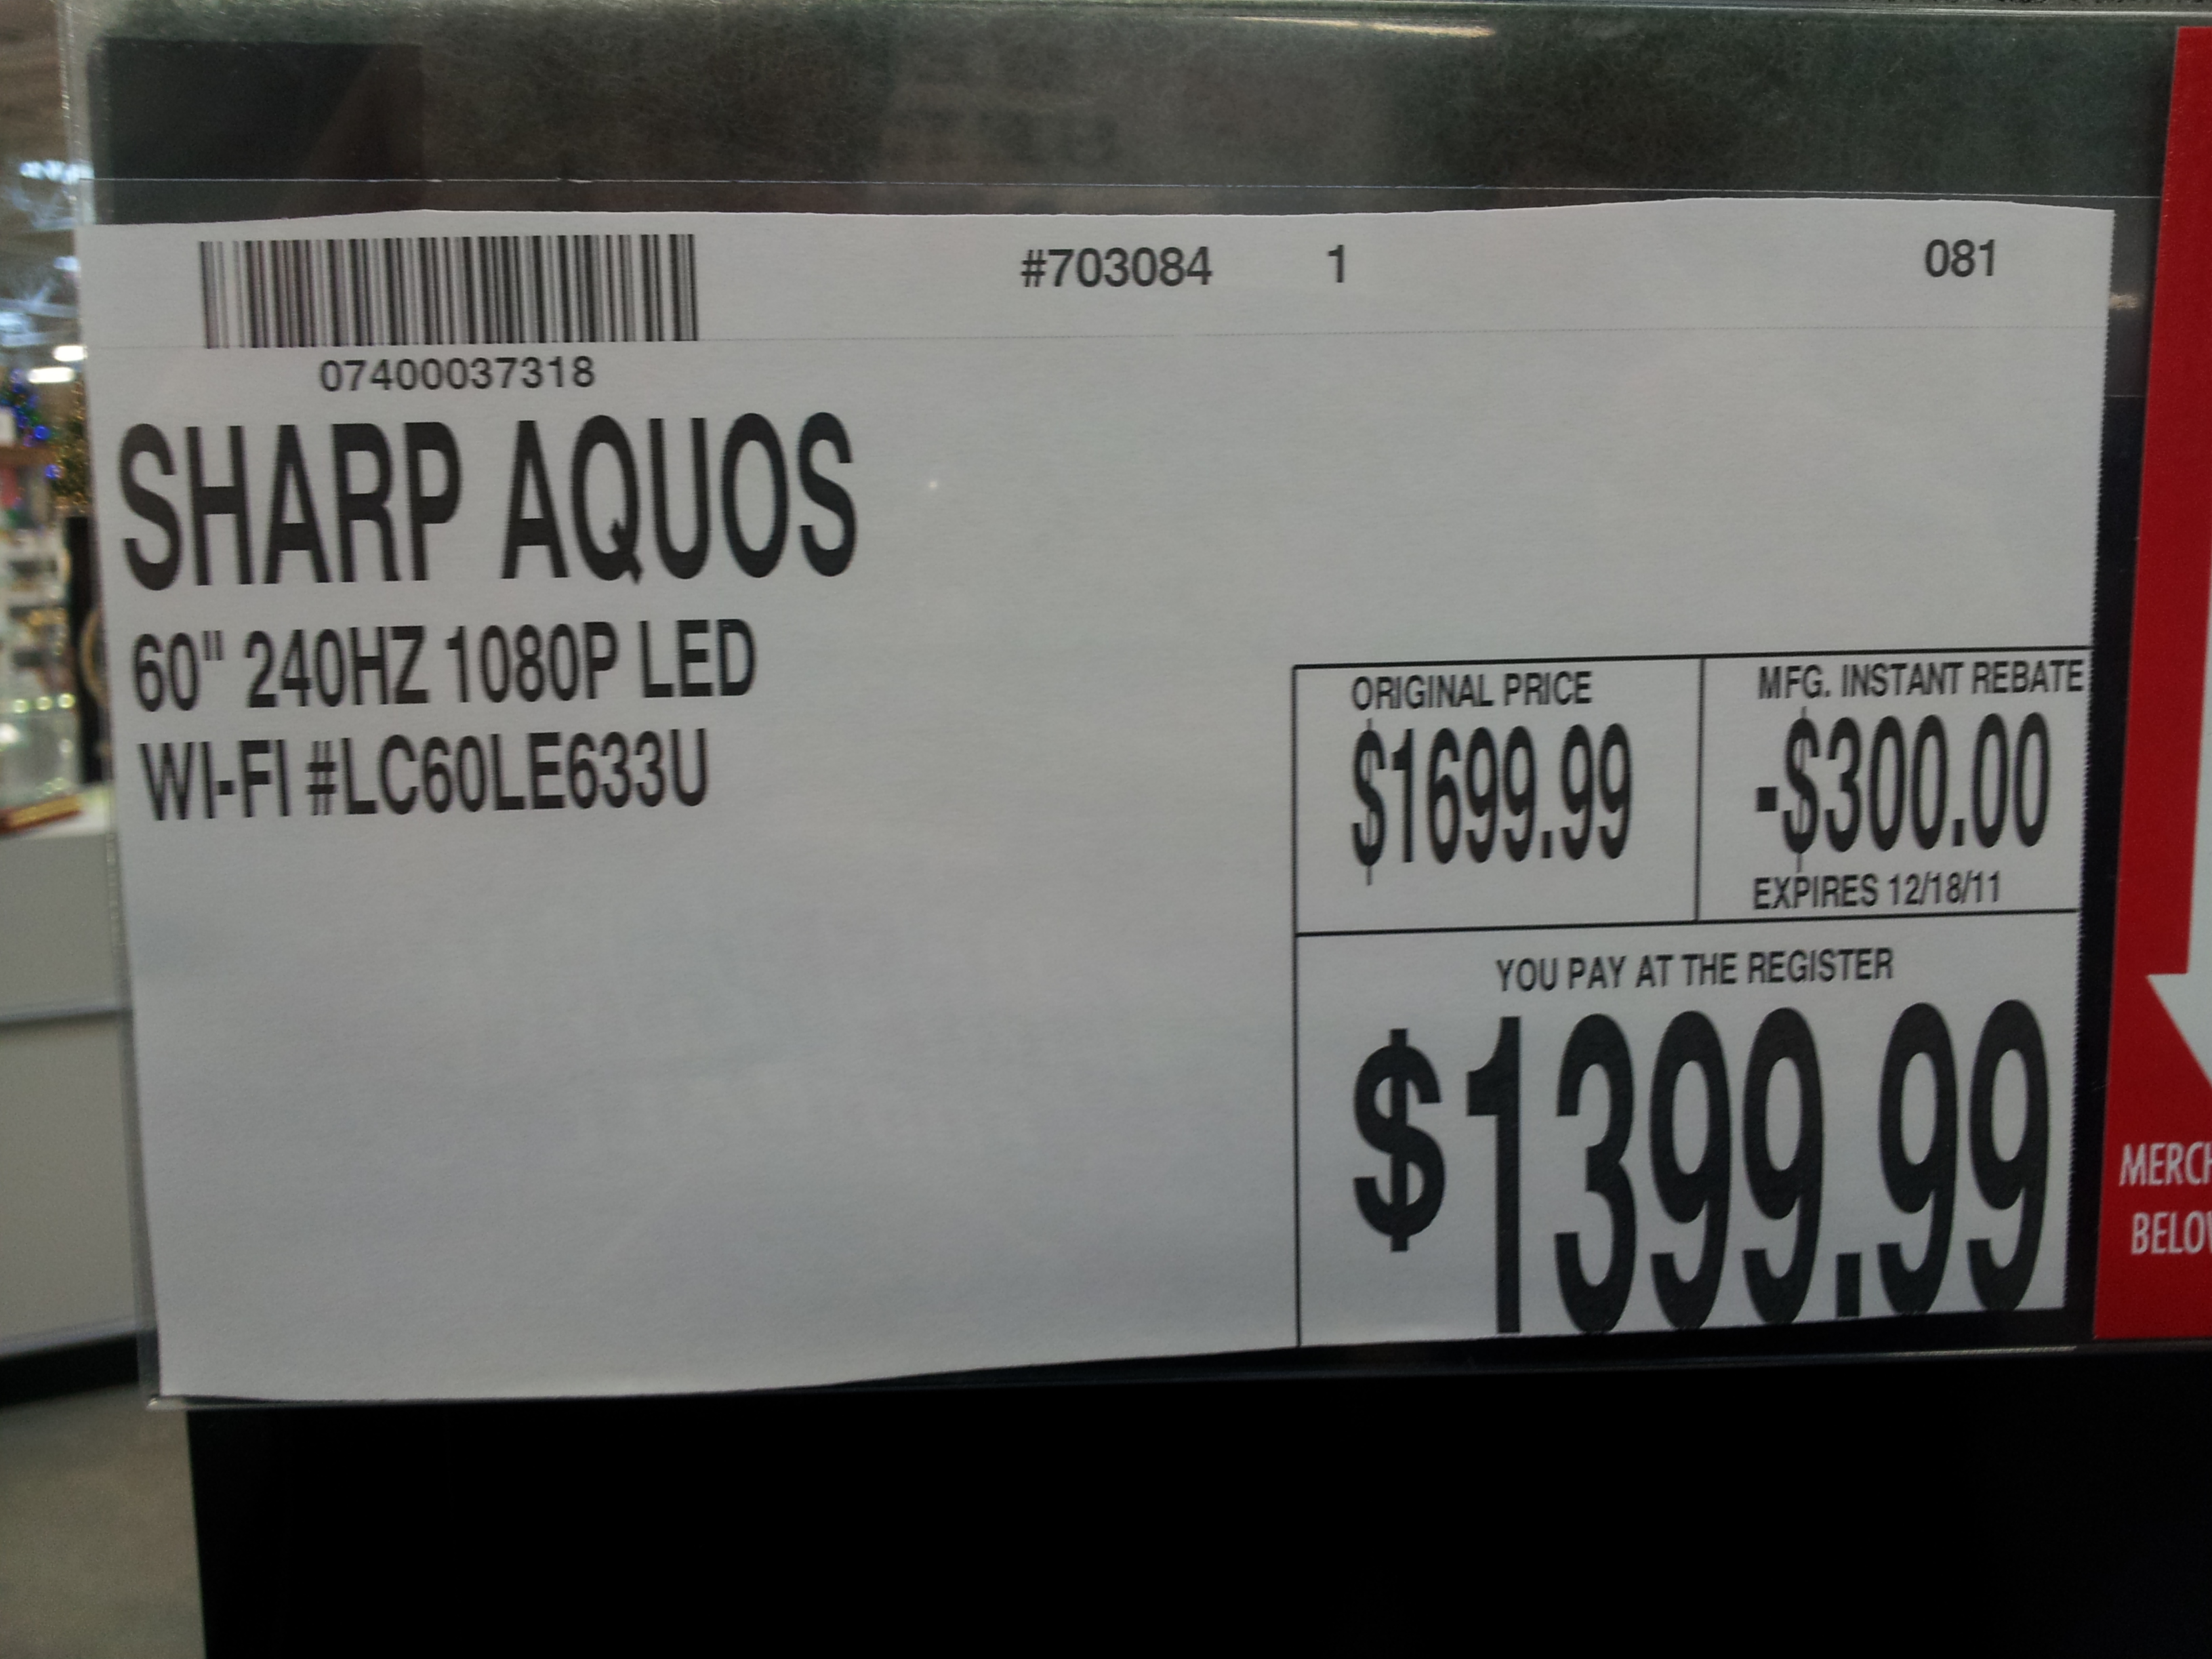 #703084 1 081
07400037318
SHARP AQUOS
60" 240HZ 1080P LED
WI-FI #LC60LE633U
ORIGINAL PRICE
$1699.99
MFG. INSTANT REBATE
-$300.00
EXPIRES 12/18/11
YOU PAY AT THE REGISTER
$1399.99